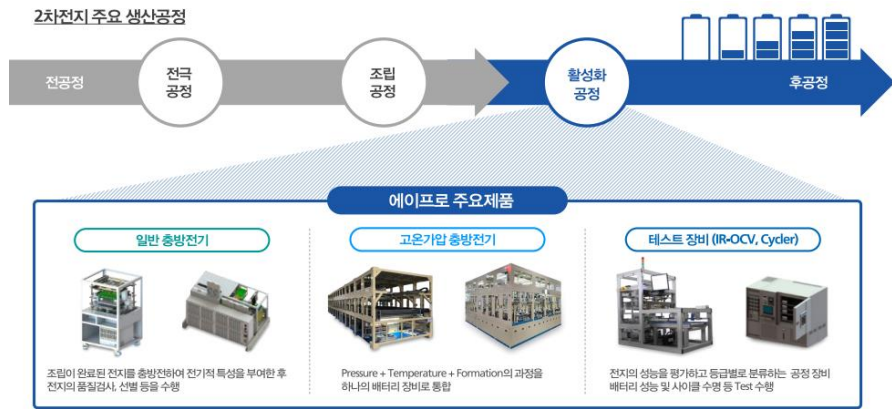 2차전지 주요 생산공정
전공정
전극
공정
조립
공정
활성화
공정
후공정
에이프로 주요제품
일반 충방전기
고온가압 충방전기
테스트 장비 (IR•OCV, Cycler)
조립이 완료된 전지를 충방전하여 전기적 특성을 부여한 후
전지의 품질검사, 선별 등을 수행
Pressure + Temperature + Formation의 과정을
하나의 배터리 장비로 통합
전지의 성능을 평가하고 등급별로 분류하는 공정 장비
배터리 성능 및 사이클 수명 등 Test 수행